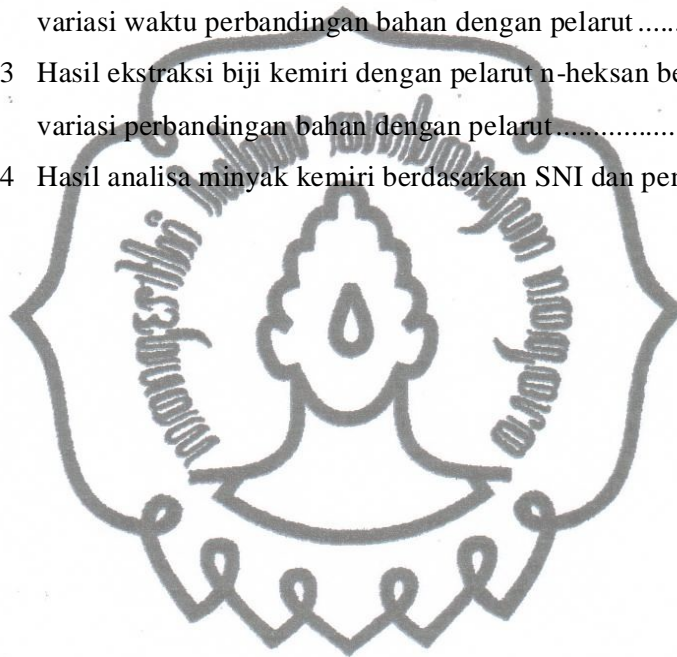 variasi waktu perbandingan bahan dengan pelarut ......
3 Hasil ekstraksi biji kemiri dengan pelarut n-heksan be
variasi perbandingan bahan dengan pelarut ................
4 Hasil analisa minyak kemiri berdasarkan SNI dan per